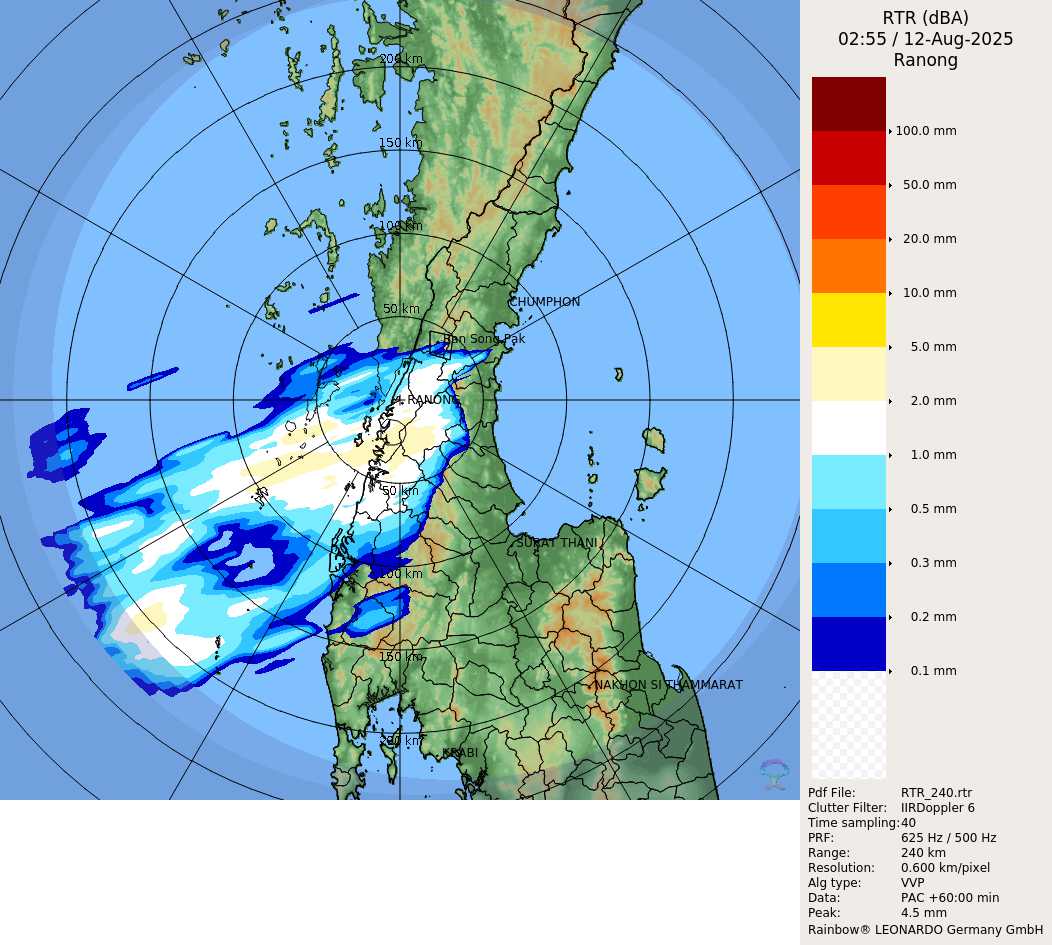 RTR (dBA)
02:55 / 12-Aug-2025
Ranong
100.0 mm
50.0 mm
20.0 mm
10.0 mm
5.0 mm
2.0 mm
1.0 mm
0.5 mm
0.3 mm
0.2 mm
0.1 mm
Pdf File: RTR_240.rtr
Clutter Filter: IIRDoppler 6
Time sampling: 40
PRF: 625 Hz / 500 Hz
Range: 240 km
Resolution: 0.600 km/pixel
Alg type: VVP
Data: PAC +60:00 min
Peak: 4.5 mm
Rainbow® LEONARDO Germany GmbH
200 km
150 km
100 km
50 km
CHUMPHON
Ban Song Pak
RANONG
50 km
SURAT THANI
100 km
150 km
NAKHON SI THAMMARAT
200 km
KRABI